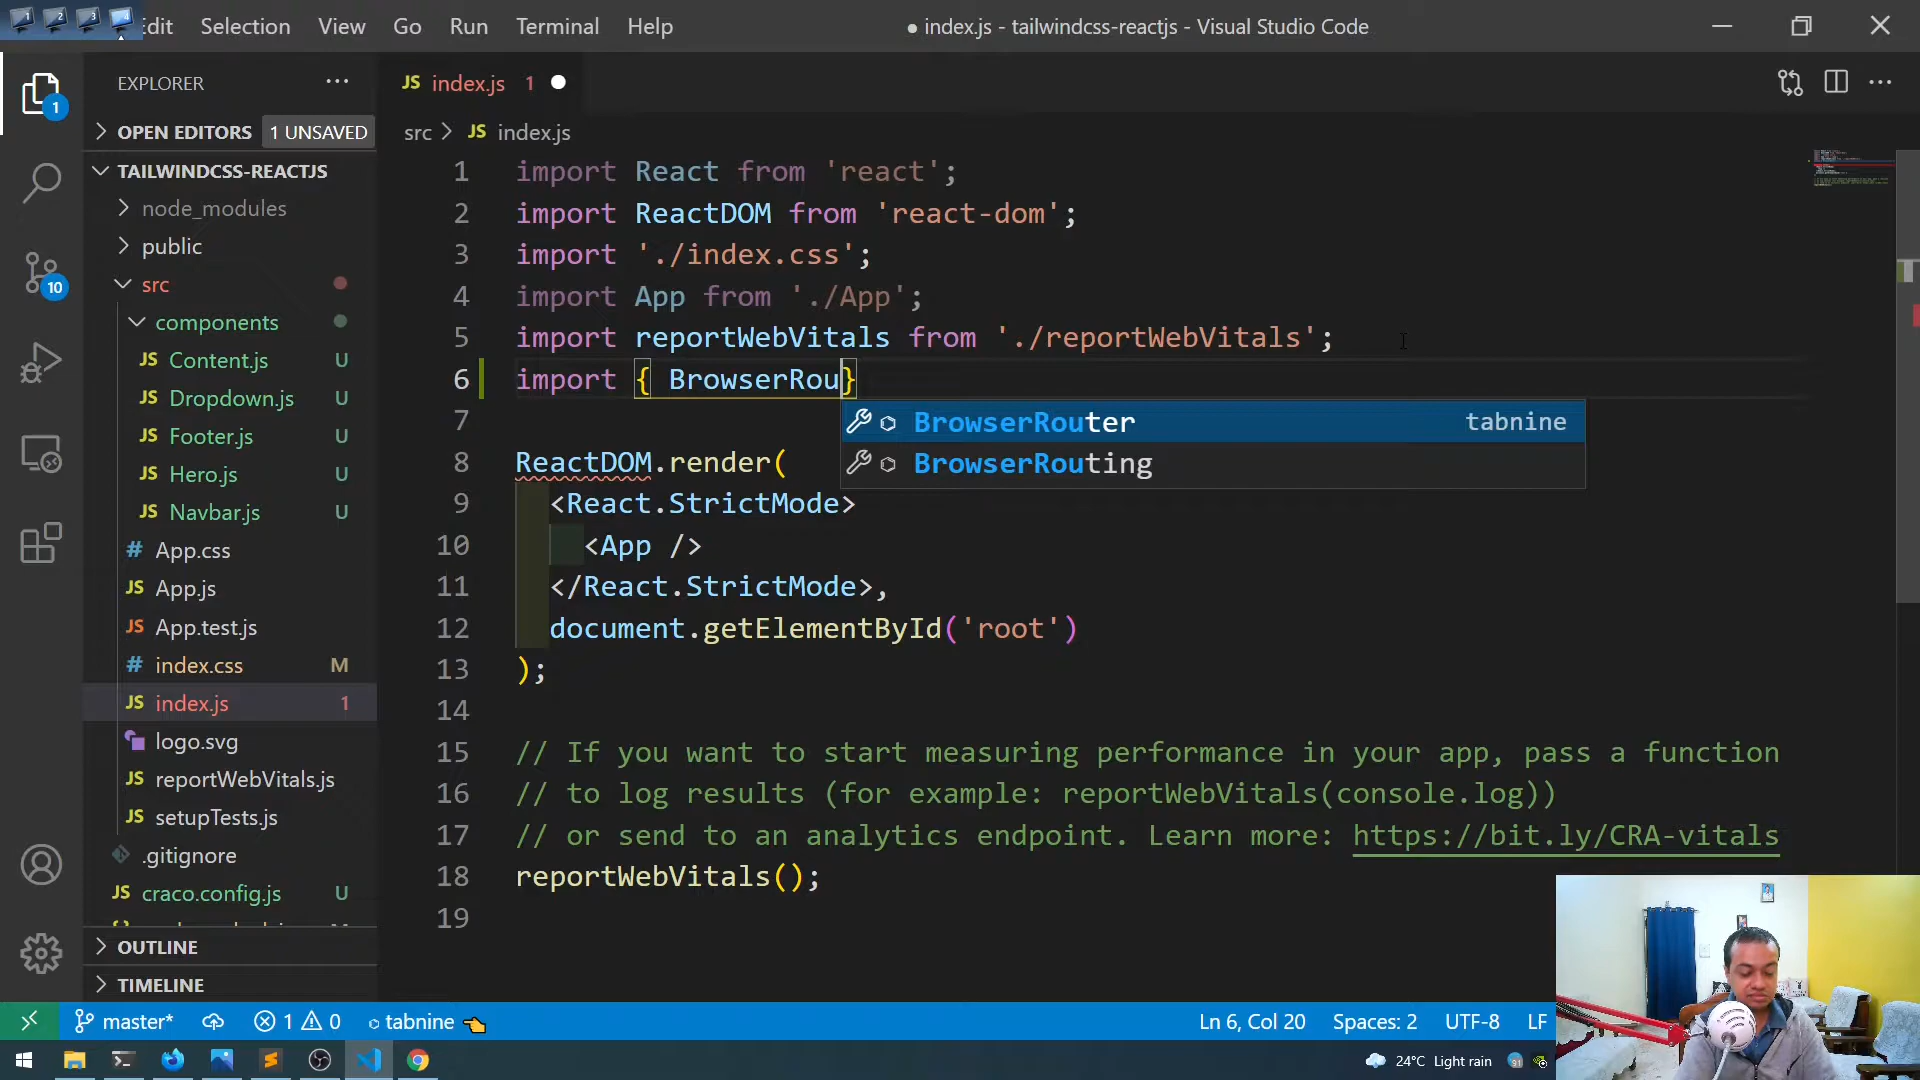 1 2 3 4
Edit Selection View Go Run Terminal Help
● index.js - tailwindcss-reactjs - Visual Studio Code
EXPLORER ···
JS index.js 1
1
OPEN EDITORS 1 UNSAVED
src > JS index.js
TAILWINDCSS-REACTJS
node_modules
public
src
components
JS Content.js U
JS Dropdown.js U
JS Footer.js U
JS Hero.js U
JS Navbar.js U
# App.css
JS App.js
JS App.test.js
# index.css M
JS index.js 1
logo.svg
JS reportWebVitals.js
JS setupTests.js
.gitignore
JS craco.config.js U
OUTLINE
TIMELINE
10
1 import React from 'react';
2 import ReactDOM from 'react-dom';
3 import './index.css';
4 import App from './App';
5 import reportWebVitals from './reportWebVitals';
6 import { BrowserRou}
7
BrowserRouter tabnine
BrowserRouting
8 ReactDOM.render(
9 <React.StrictMode>
10 <App />
11 </React.StrictMode>,
12 document.getElementById('root')
13 );
14
15 // If you want to start measuring performance in your app, pass a function
16 // to log results (for example: reportWebVitals(console.log))
17 // or send to an analytics endpoint. Learn more: https://bit.ly/CRA-vitals
18 reportWebVitals();
19
master* 1 0 tabnine Ln 6, Col 20 Spaces: 2 UTF-8 LF
24°C Light rain 91